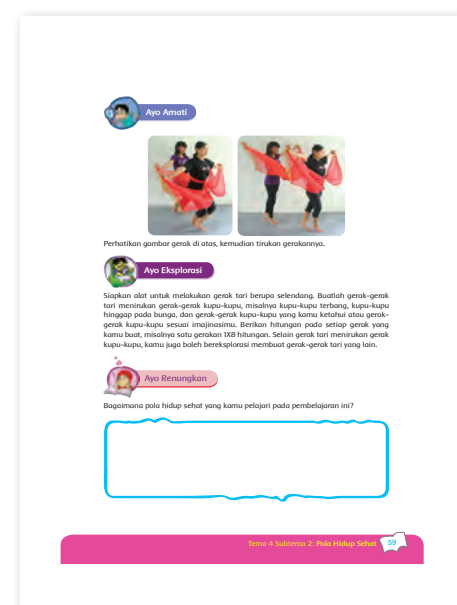 Ayo Amati
Perhatikan gambar gerak di atas, kemudian tirukan gerakannya.
Ayo Eksplorasi
Siapkan alat untuk melakukan gerak tari berupa selendang. Buatlah gerak-gerak
tari menirukan gerak-gerak kupu-kupu, misalnya kupu-kupu terbang, kupu-kupu
hinggap pada bunga, dan gerak-gerak kupu-kupu yang kamu ketahui atau gerak-
gerak kupu-kupu sesuai imajinasimu. Berikan hitungan pada setiap gerak yang
kamu buat, misalnya satu gerakan 1X8 hitungan. Selain gerak tari menirukan gerak
kupu-kupu, kamu juga boleh bereksplorasi membuat gerak-gerak tari yang lain.
Ayo Renungkan
Bagaimana pola hidup sehat yang kamu pelajari pada pembelajaran ini?
Tema 4 Subtema 2: Pola Hidup Sehat 59